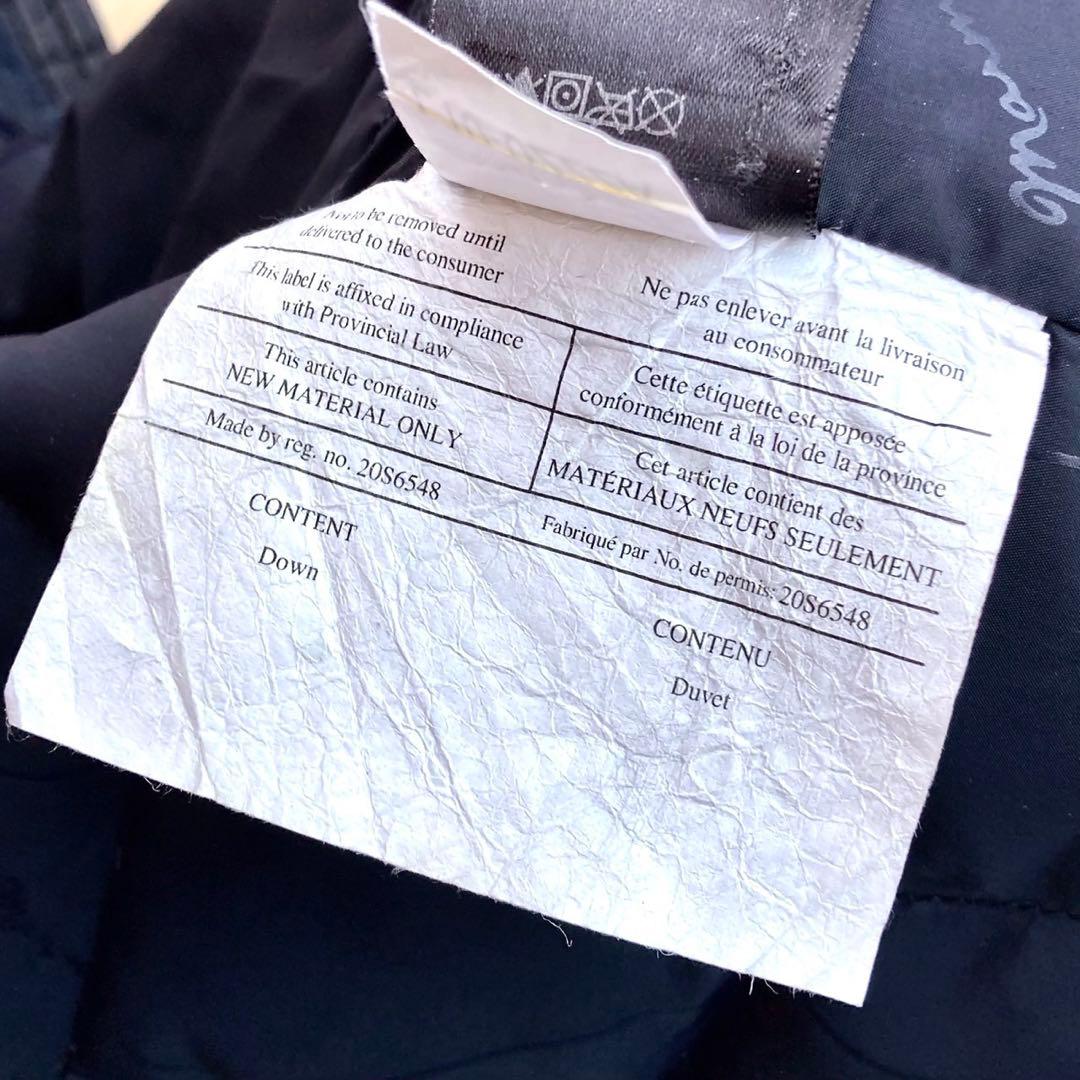 Not to be removed until
delivered to the consumer
Ne pas enlever avant la livraison
au consommateur
This label is affixed in compliance
with Provincial Law
Cette étiquette est apposée
conformément à la loi de la province
This article contains
NEW MATERIAL ONLY
Cet article contient des
MATÉRIAUX NEUFS SEULEMENT
Made by reg. no. 20S6548
Fabriqué par No. de permis: 20S6548
CONTENT
Down
CONTENU
Duvet